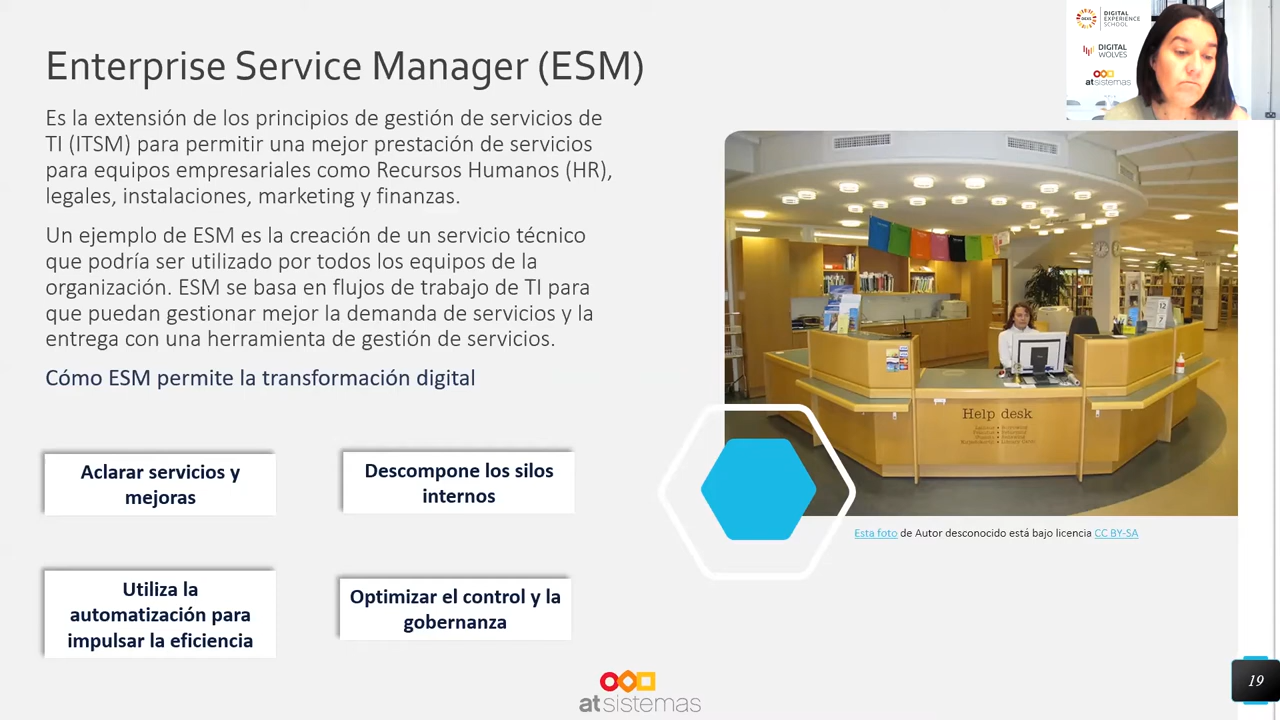 Enterprise Service Manager (ESM)
Es la extensión de los principios de gestión de servicios de
TI (ITSM) para permitir una mejor prestación de servicios
para equipos empresariales como Recursos Humanos (HR),
legales, instalaciones, marketing y finanzas.
Un ejemplo de ESM es la creación de un servicio técnico
que podría ser utilizado por todos los equipos de la
organización. ESM se basa en flujos de trabajo de TI para
que puedan gestionar mejor la demanda de servicios y la
entrega con una herramienta de gestión de servicios.
Cómo ESM permite la transformación digital
Aclarar servicios y
mejoras
Descompone los silos
internos
Utiliza la
automatización para
impulsar la eficiencia
Optimizar el control y la
gobernanza
DIGITAL
EXPERIENCE
SCHOOL
DIGITAL
WOLVES
atsistemas
Help desk
Esta foto de Autor desconocido está bajo licencia CC BY-SA
atsistemas
19